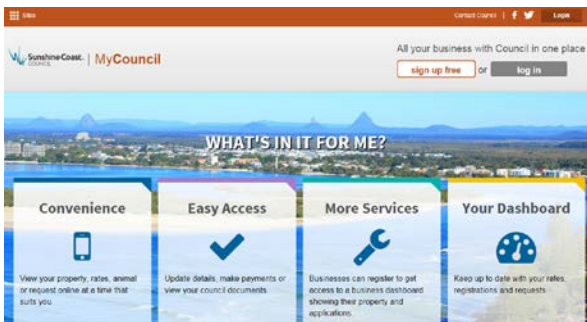 Sites
Contact Council | Login
All your business with Council in one place
Sunshine Coast. | MyCouncil
COUNCIL
sign up free or log in
WHAT'S IN IT FOR ME?
Convenience
View your property, rates, animal
or request online at a time that
suits you.
Easy Access
Update details, make payments or
view your council documents.
More Services
Businesses can register to get
access to a business dashboard
showing their property and
applications.
Your Dashboard
Keep up to date with your rates,
registrations and requests.